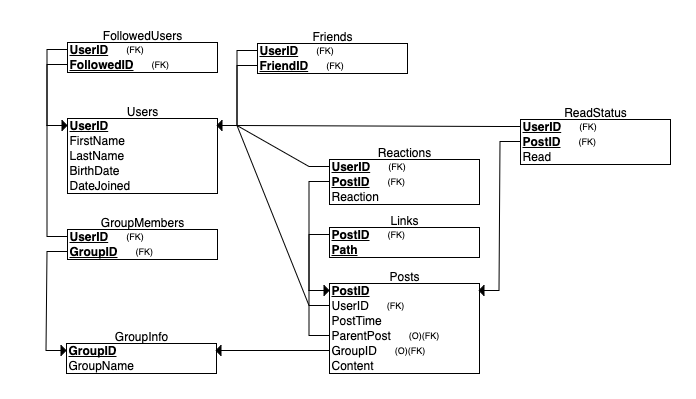 FollowedUsers
UserID (FK)
FollowedID (FK)
Friends
UserID (FK)
FriendID (FK)
Users
UserID
FirstName
LastName
BirthDate
DateJoined
ReadStatus
UserID (FK)
PostID (FK)
Read
Reactions
UserID (FK)
PostID (FK)
Reaction
GroupMembers
UserID (FK)
GroupID (FK)
Links
PostID (FK)
Path
Posts
PostID
UserID (FK)
PostTime
ParentPost (O)(FK)
GroupID (O)(FK)
Content
GroupInfo
GroupID
GroupName